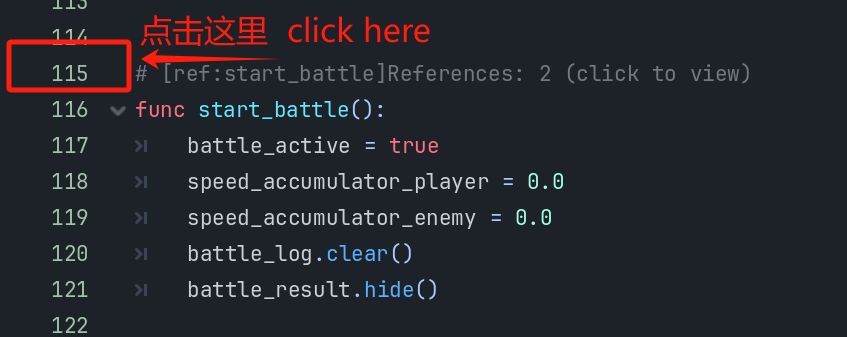 113
114 点击这里 click here
115 # [ref:start_battle]References: 2 (click to view)
116 func start_battle():
117 battle_active = true
118 speed_accumulator_player = 0.0
119 speed_accumulator_enemy = 0.0
120 battle_log.clear()
121 battle_result.hide()
122